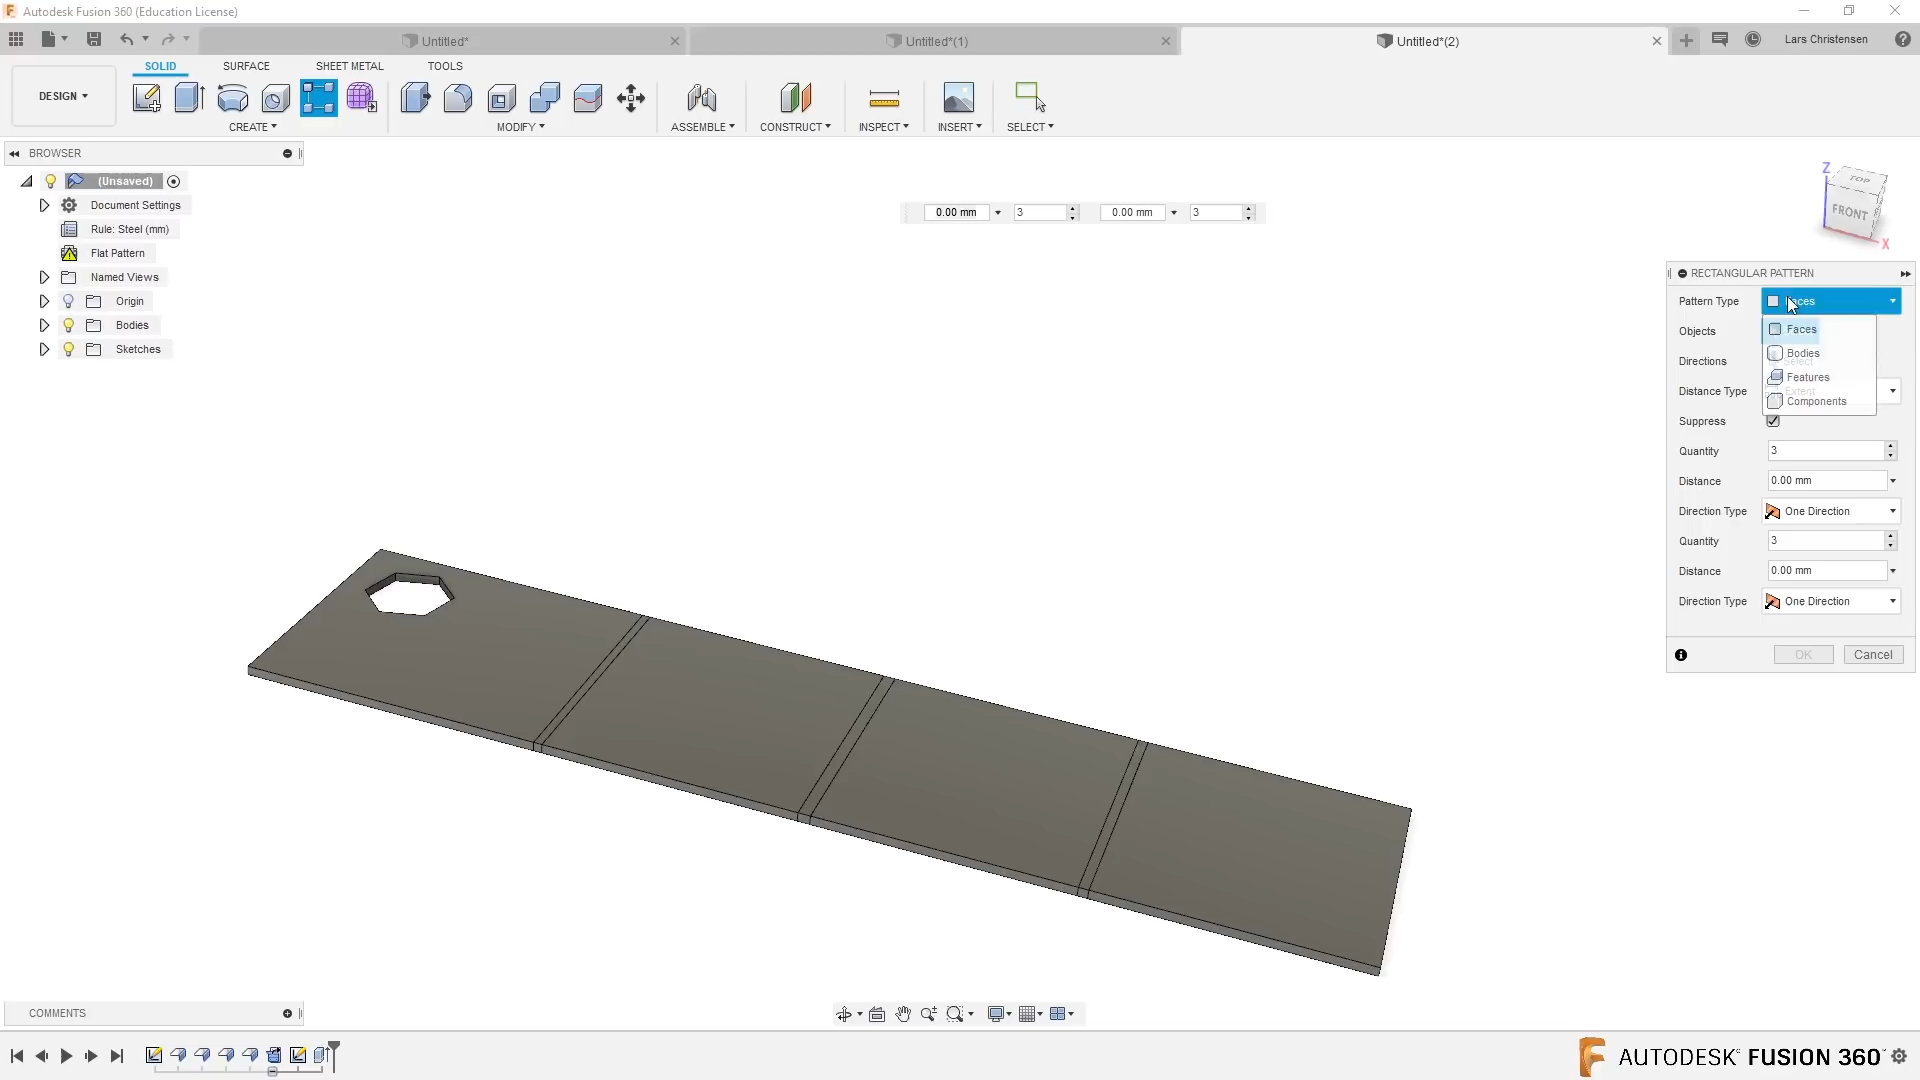 Autodesk Fusion 360 (Education License)
Untitled*
Untitled*(1)
Untitled*(2)
Lars Christensen
SOLID
SURFACE
SHEET METAL
TOOLS
DESIGN
CREATE
MODIFY
ASSEMBLE
CONSTRUCT
INSPECT
INSERT
SELECT
BROWSER
(Unsaved)
Document Settings
Rule: Steel (mm)
Flat Pattern
Named Views
Origin
Bodies
Sketches
0.00 mm 3 0.00 mm 3
Z
TOP
FRONT
X
RECTANGULAR PATTERN
Pattern Type
Faces
Bodies
Features
Components
Objects
Directions Select
Distance Type Extent
Suppress
Quantity 3
Distance 0.00 mm
Direction Type One Direction
Quantity 3
Distance 0.00 mm
Direction Type One Direction
OK Cancel
COMMENTS
AUTODESK FUSION 360